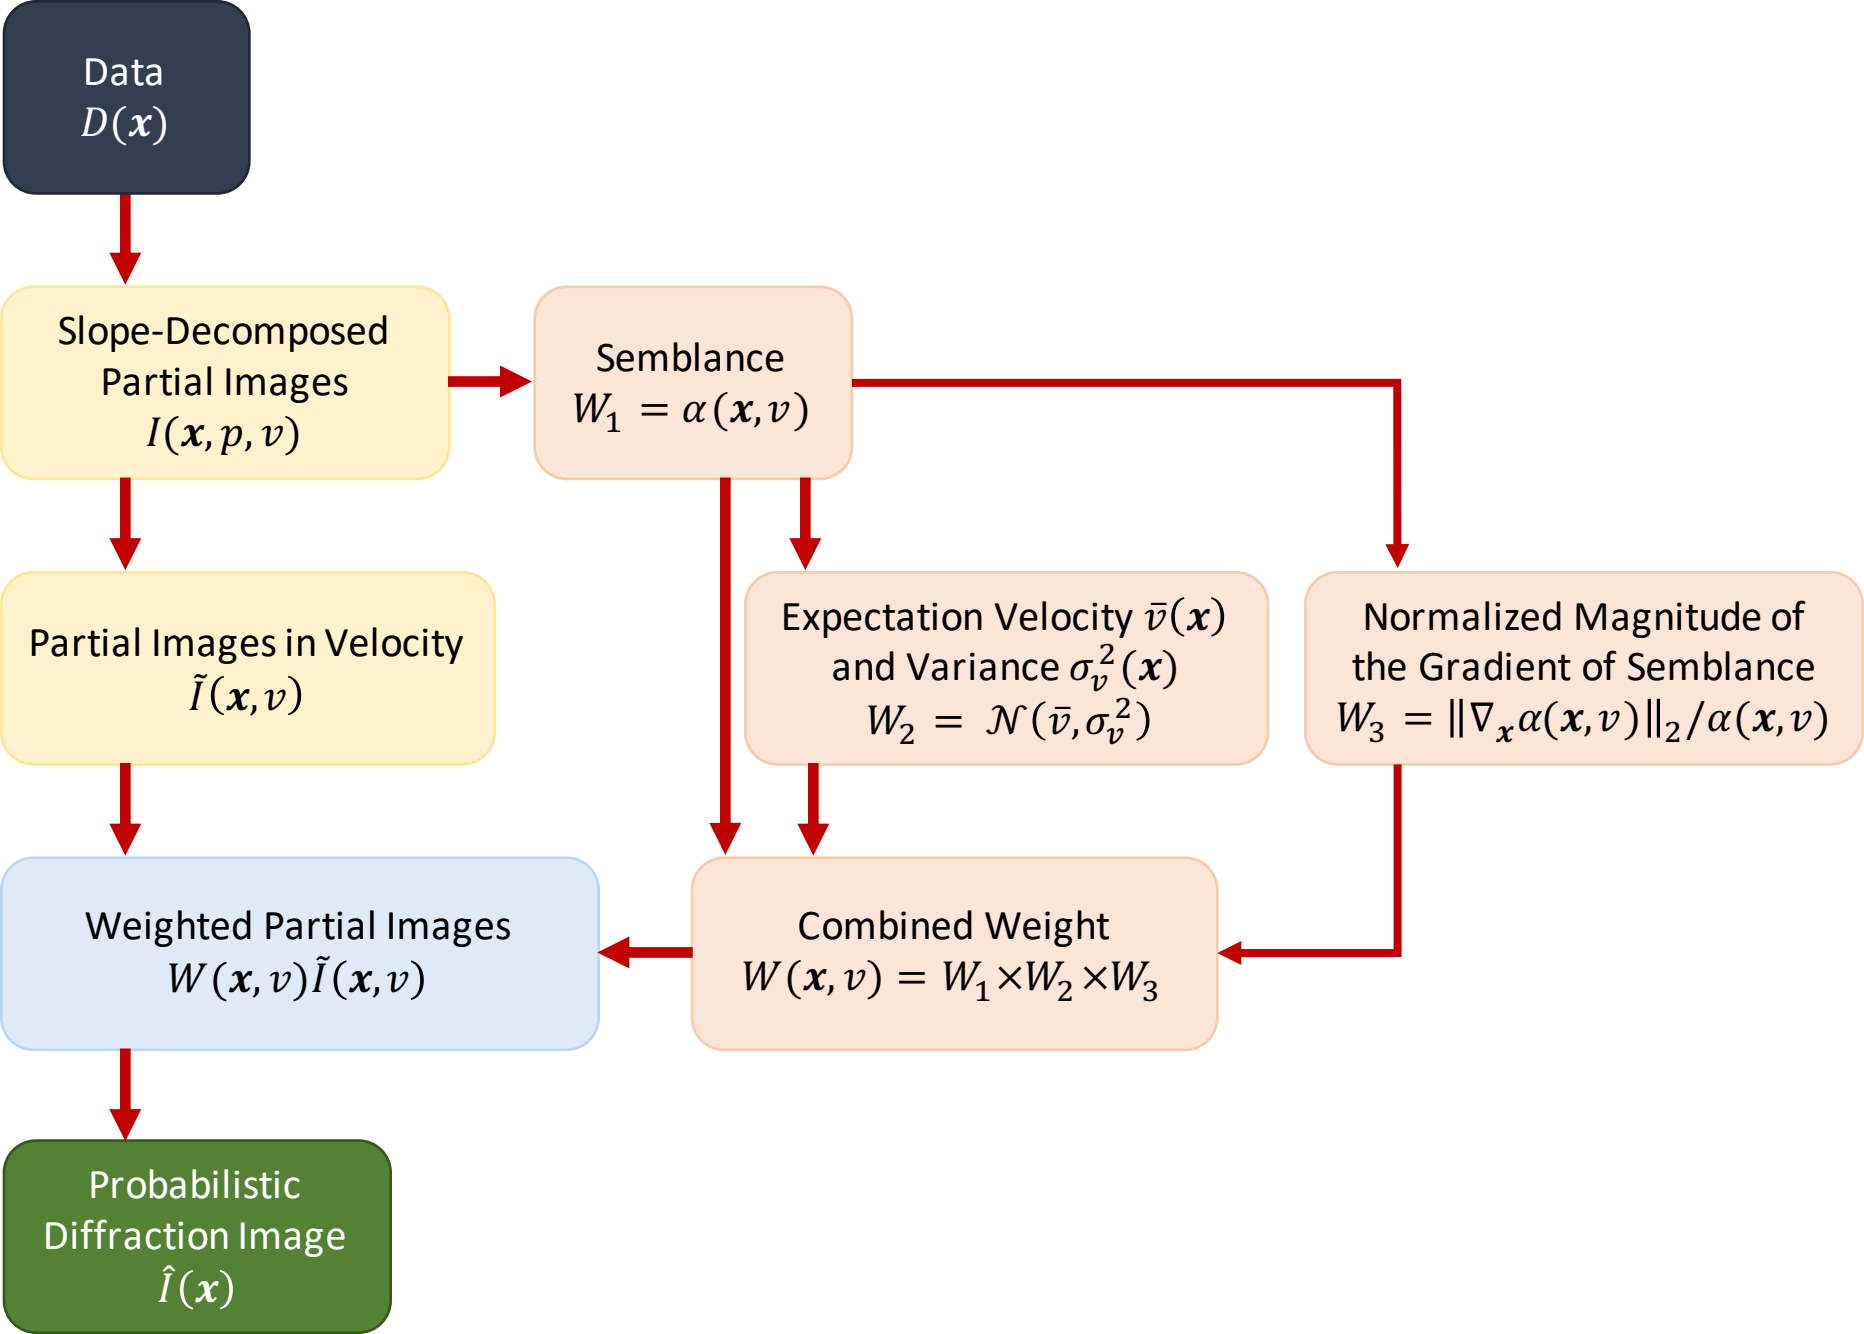 Data
D(x)
Slope-Decomposed
Partial Images
I(x, p, v)
Semblance
W₁ = α(x, v)
Partial Images in Velocity
Ĩ(x, v)
Expectation Velocity v̄(x)
and Variance σᵥ²(x)
W₂ = 𝒩(v̄, σᵥ²)
Normalized Magnitude of
the Gradient of Semblance
W₃ = ‖∇ₓα(x, v)‖₂/α(x, v)
Weighted Partial Images
W(x, v)Ĩ(x, v)
Combined Weight
W(x, v) = W₁×W₂×W₃
Probabilistic
Diffraction Image
Î(x)